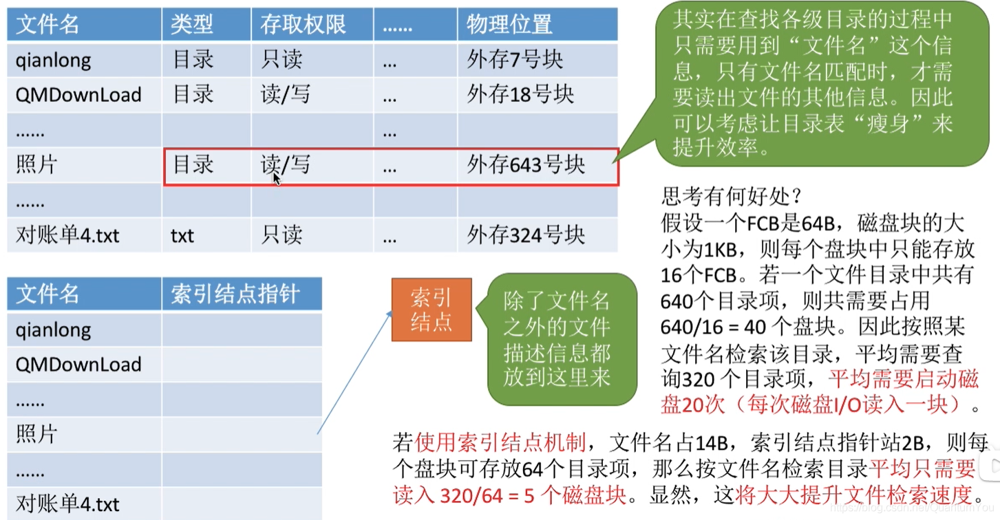 文件名 类型 存取权限 …… 物理位置
qianlong 目录 只读 … 外存7号块
QMDownLoad 目录 读/写 … 外存18号块
…… …
照片 目录 读/写 … 外存643号块
……
对账单4.txt txt 只读 … 外存324号块
其实在查找各级目录的过程中
只需要用到“文件名”这个信
息，只有文件名匹配时，才需
要读出文件的其他信息。因此
可以考虑让目录表“瘦身”来
提升效率。
文件名 索引结点指针
qianlong
QMDownLoad
……
照片
……
对账单4.txt
索引
结点
除了文件名
之外的文件
描述信息都
放到这里来
思考有何好处？
假设一个FCB是64B，磁盘块的大
小为1KB，则每个盘块中只能存放
16个FCB。若一个文件目录中共有
640个目录项，则共需要占用
640/16 = 40 个盘块。因此按照某
文件名检索该目录，平均需要查
询320 个目录项，平均需要启动磁
盘20次（每次磁盘I/O读入一块）。
若使用索引结点机制，文件名占14B，索引结点指针站2B，则每
个盘块可存放64个目录项，那么按文件名检索目录平均只需要
读入 320/64 = 5 个磁盘块。显然，这将大大提升文件检索速度。
https://blog.csdn.net/QuantumYou